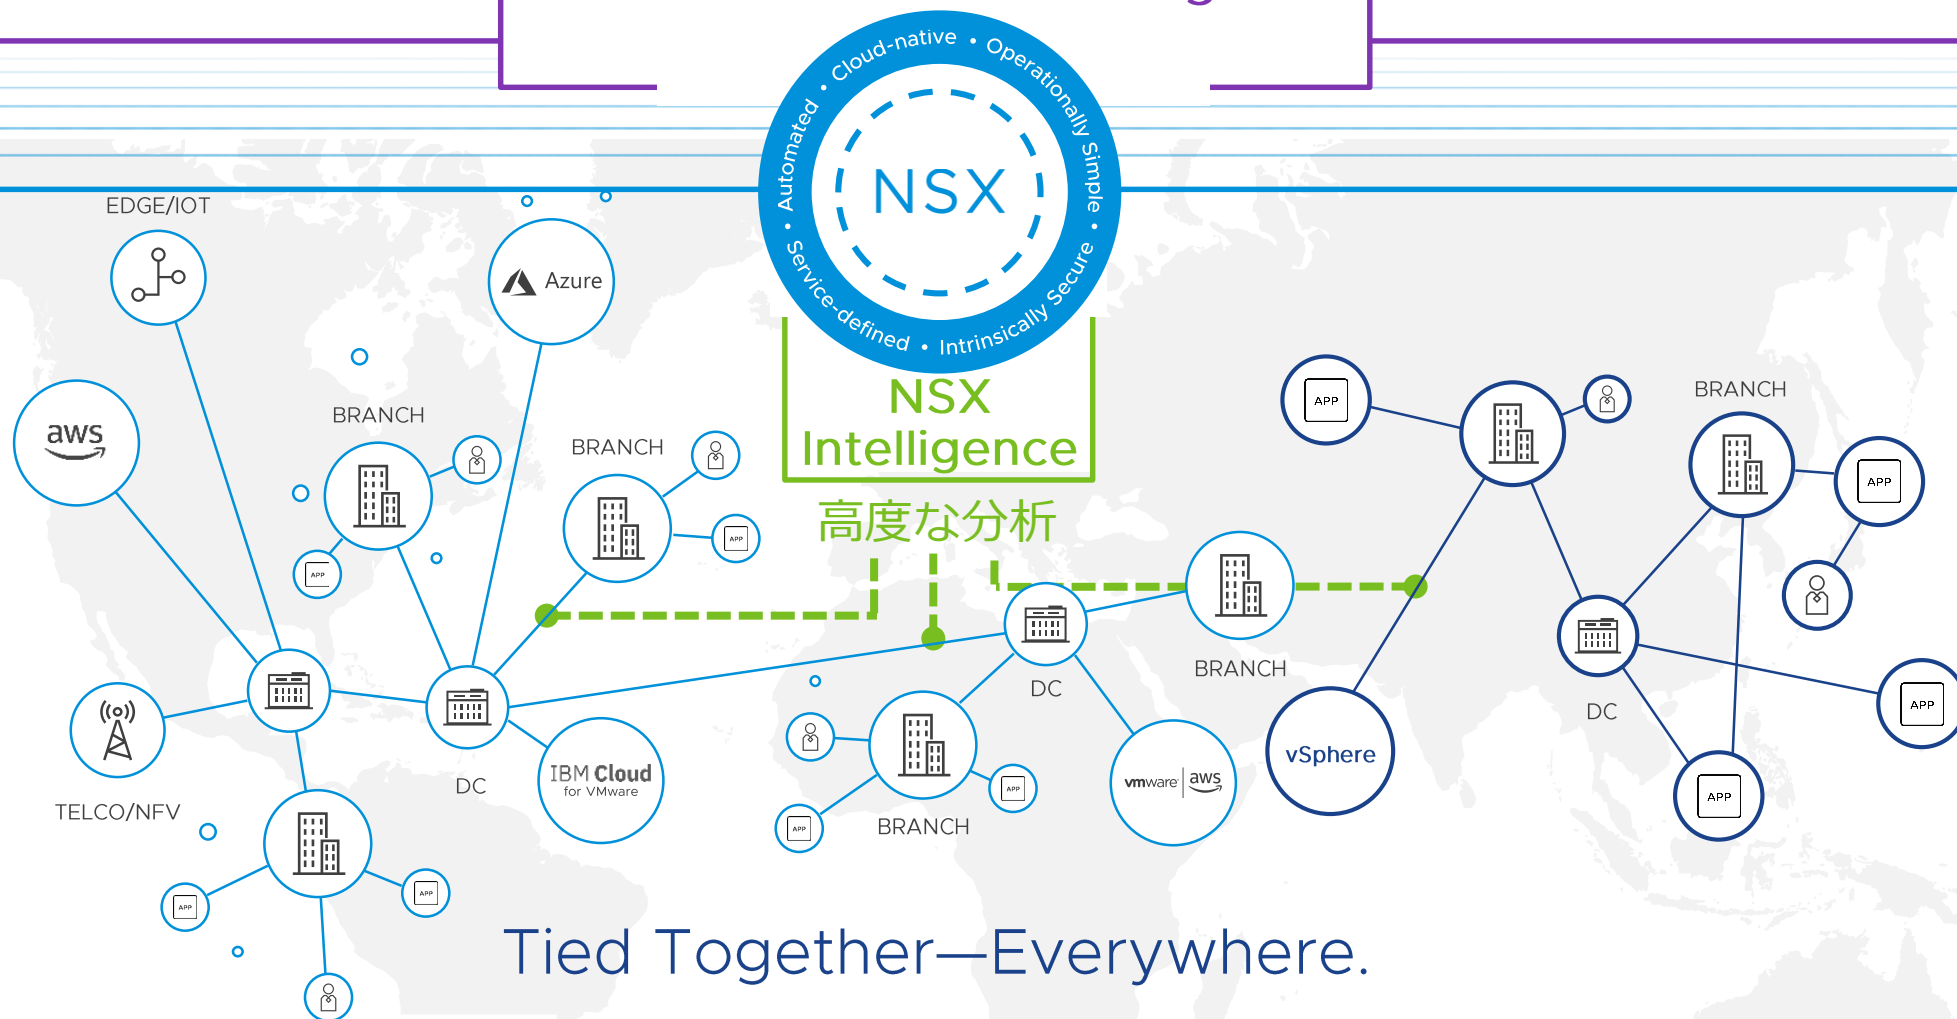 Automated • Cloud-native • Operationally Simple • Intrinsically Secure • Service-defined •
NSX
EDGE/IOT
Azure
NSX
Intelligence
高度な分析
aws
BRANCH
APP
BRANCH
APP
APP
BRANCH
APP
BRANCH
DC
DC
APP
TELCO/NFV
DC
IBM Cloud
for VMware
vmware | aws
vSphere
APP
APP
BRANCH
APP
APP
Tied Together—Everywhere.